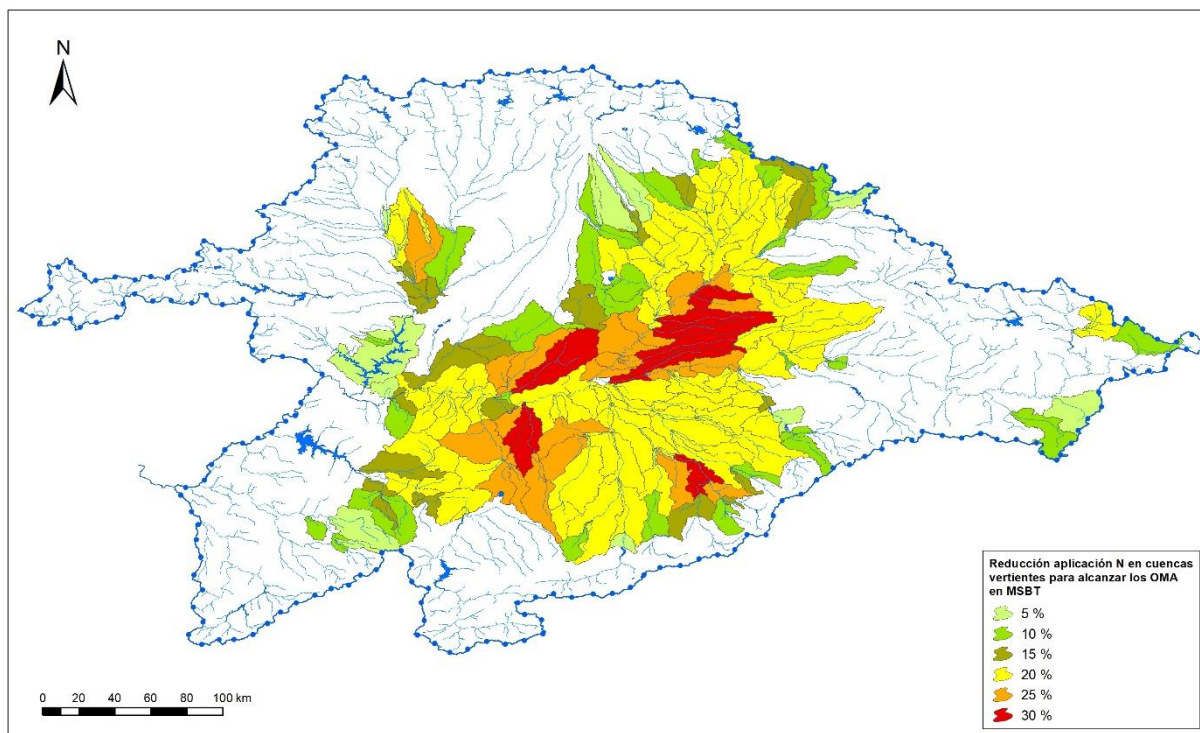 N
0 20 40 60 80 100 km
Reducción aplicación N en cuencas
vertientes para alcanzar los OMA
en MSBT
5 %
10 %
15 %
20 %
25 %
30 %